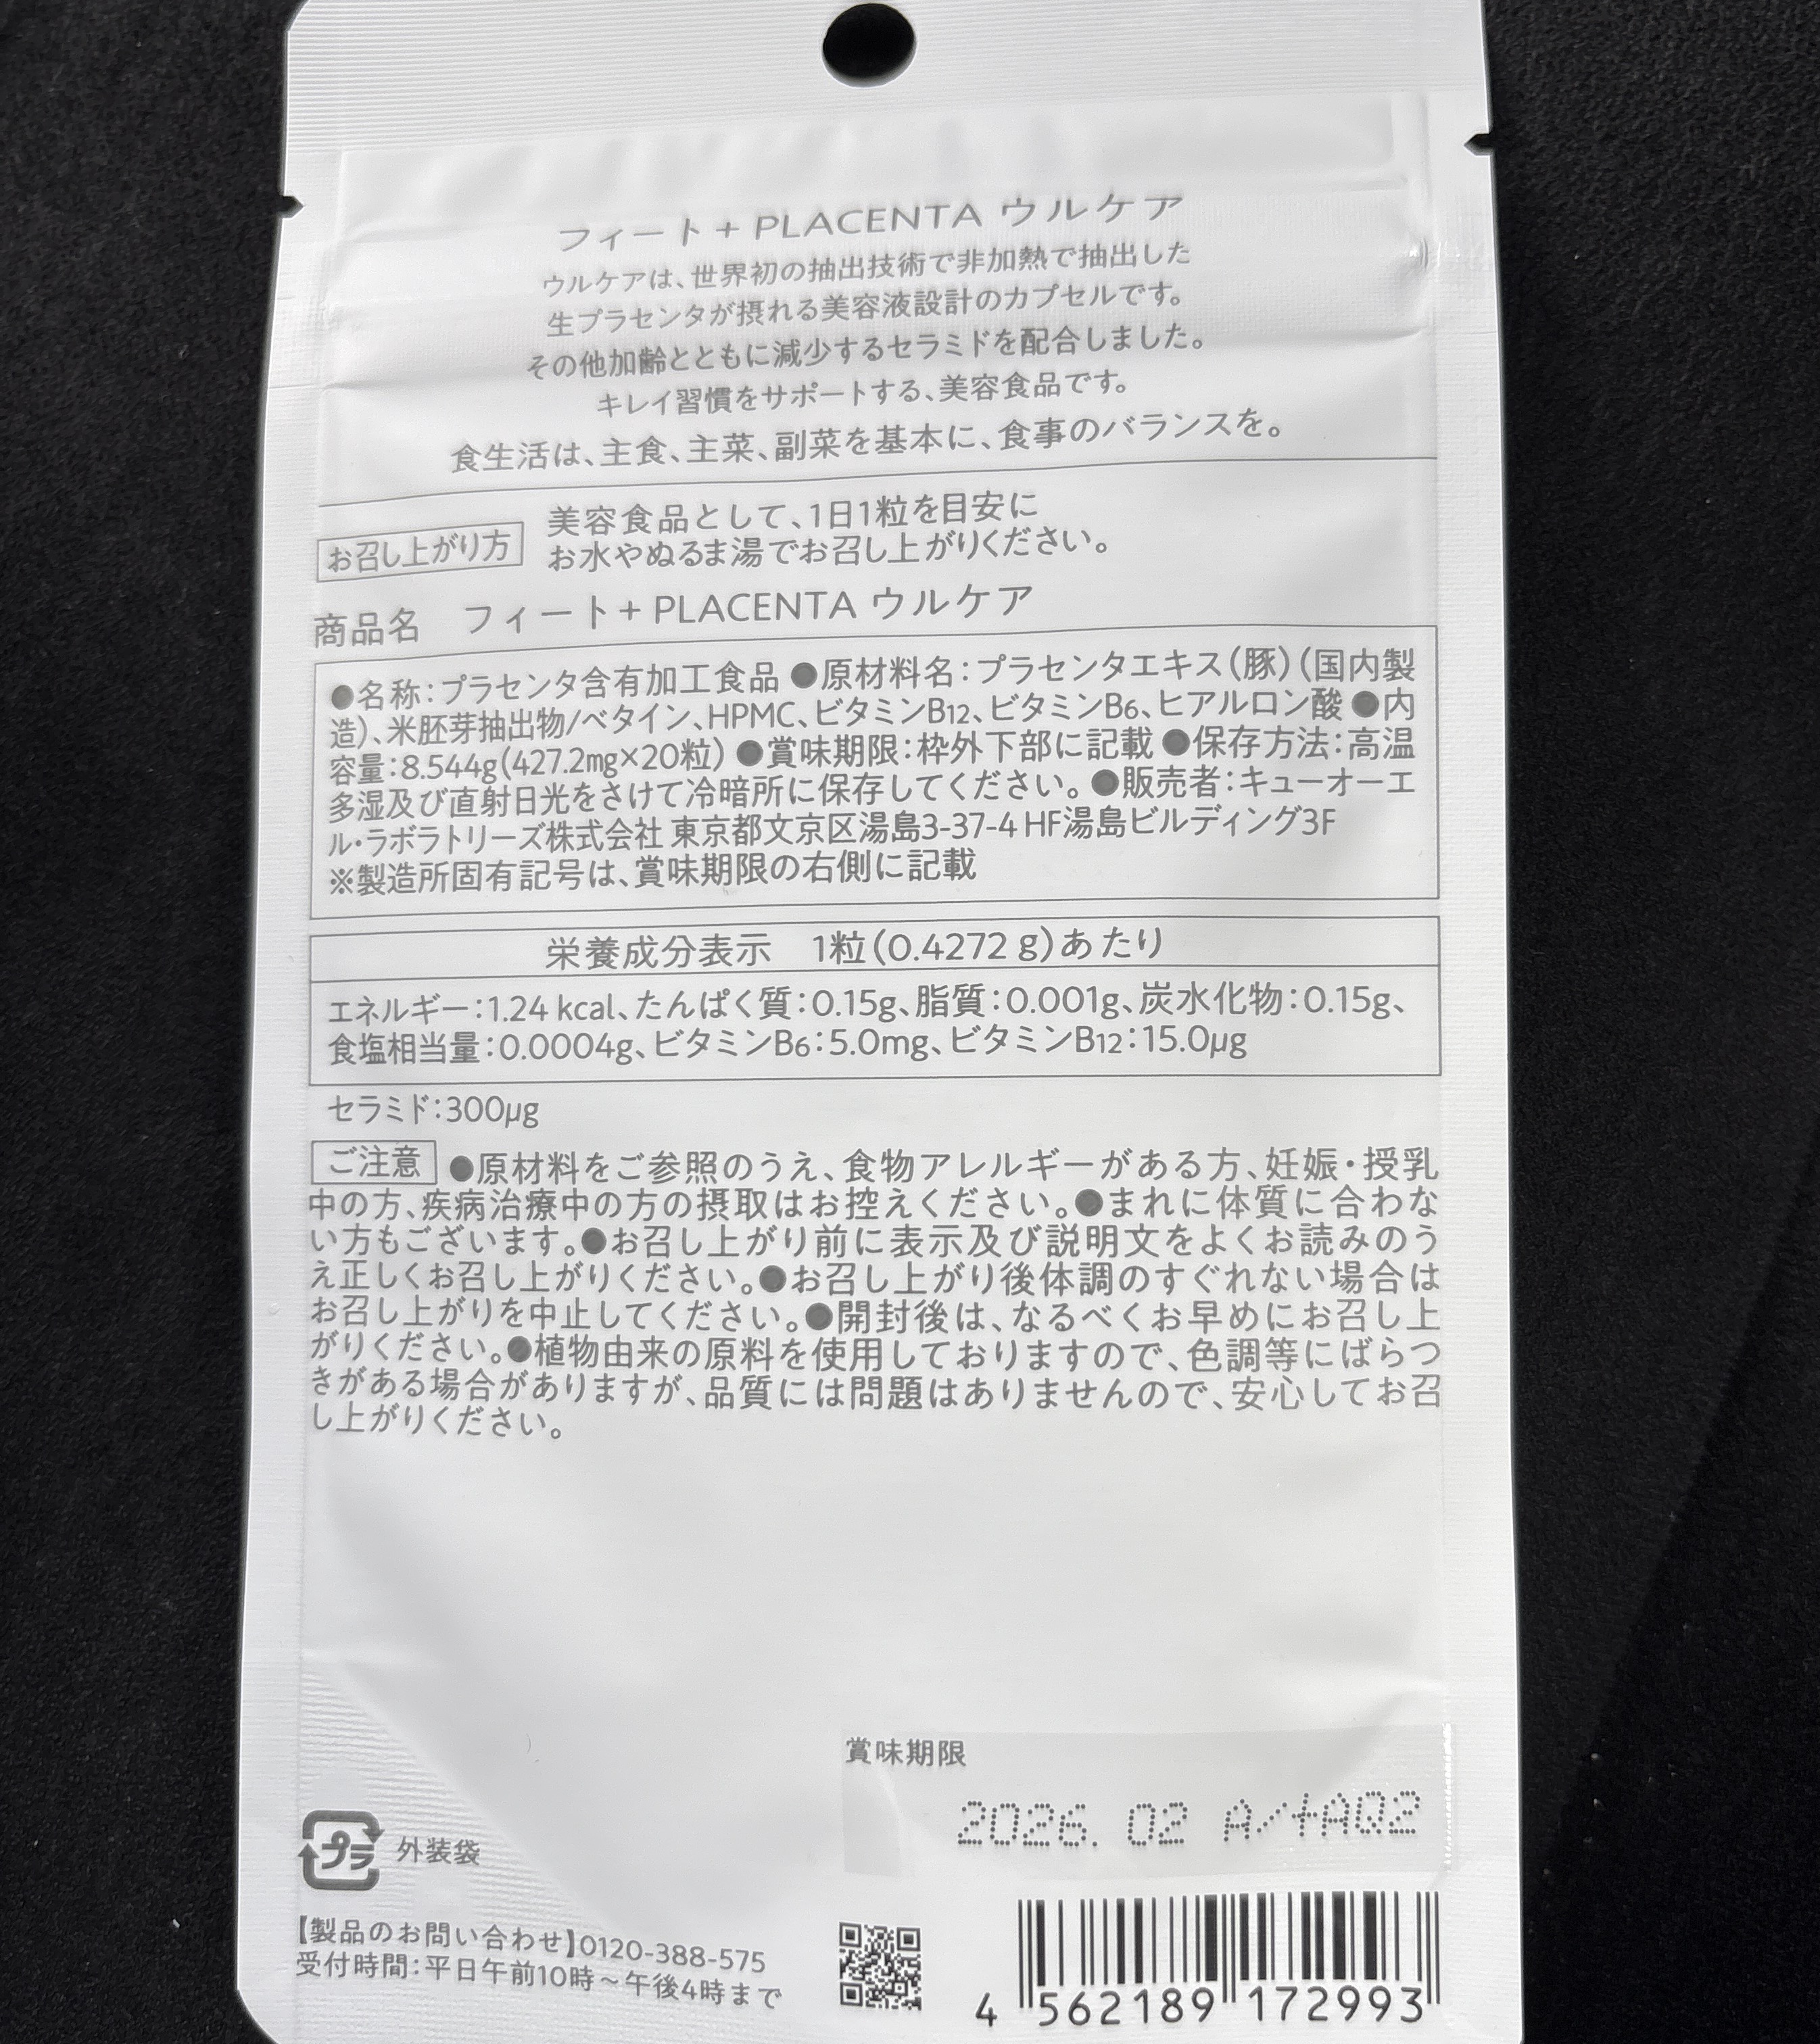 フィート+PLACENTA ウルケア
ウルケアは、世界初の抽出技術で非加熱で抽出した
生プラセンタが摂れる美容液設計のカプセルです。
その他加齢とともに減少するセラミドを配合しました。
キレイ習慣をサポートする、美容食品です。
食生活は、主食、主菜、副菜を基本に、食事のバランスを。
お召し上がり方
美容食品として、1日1粒を目安に
お水やぬるま湯でお召し上がりください。
商品名 フィート+PLACENTA ウルケア
●名称:プラセンタ含有加工食品 ●原材料名:プラセンタエキス(豚)(国内製
造)、米胚芽抽出物/ベタイン、HPMC、ビタミンB12、ビタミンB6、ヒアルロン酸 ●内
容量:8.544g(427.2mg×20粒) ●賞味期限:枠外下部に記載 ●保存方法:高温
多湿及び直射日光をさけて冷暗所に保存してください。●販売者:キューオーエ
ル・ラボラトリーズ株式会社 東京都文京区湯島3-37-4 HF湯島ビルディング3F
※製造所固有記号は、賞味期限の右側に記載
栄養成分表示 1粒(0.4272 g)あたり
エネルギー:1.24 kcal、たんぱく質:0.15g、脂質:0.001g、炭水化物:0.15g、
食塩相当量:0.0004g、ビタミンB6:5.0mg、ビタミンB12:15.0μg
セラミド:300μg
ご注意 ●原材料をご参照のうえ、食物アレルギーがある方、妊娠・授乳
中の方、疾病治療中の方の摂取はお控えください。●まれに体質に合わな
い方もございます。●お召し上がり前に表示及び説明文をよくお読みのう
え正しくお召し上がりください。●お召し上がり後体調のすぐれない場合は
お召し上がりを中止してください。●開封後は、なるべくお早めにお召し上
がりください。●植物由来の原料を使用しておりますので、色調等にばらつ
きがある場合がありますが、品質には問題はありませんので、安心してお召
し上がりください。
賞味期限
2026. 02 A/+AQ2
プラ 外装袋
【製品のお問い合わせ】0120-388-575
受付時間:平日午前10時~午後4時まで
4 562189 172993